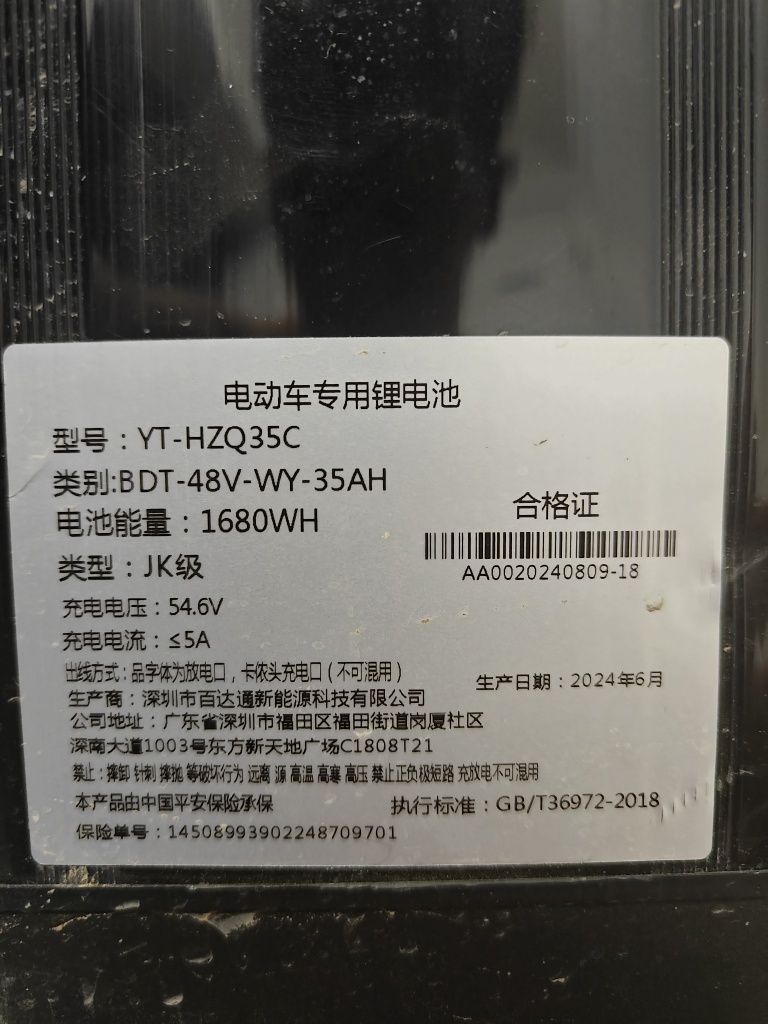 电动车专用锂电池
型号：YT-HZQ35C
类别:BDT-48V-WY-35AH
电池能量：1680WH
合格证
类型：JK级
AA0020240809-18
充电电压：54.6V
充电电流：≤5A
出线方式：品字体为放电口，卡侬头充电口（不可混用）
生产日期：2024年6月
生产商：深圳市百达通新能源科技有限公司
公司地址：广东省深圳市福田区福田街道岗厦社区
深南大道1003号东方新天地广场C1808T21
禁止：摔卸 针刺 摔抛 等破坏行为 远离 源 高温 高寒 高压 禁止正负极短路 充放电不可混用
本产品由中国平安保险承保
执行标准：GB/T36972-2018
保险单号：14508993902248709701